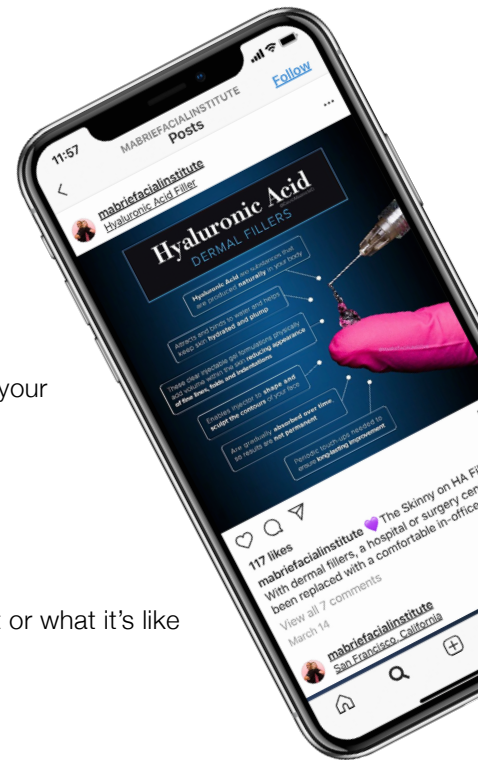 11:57
MABRIEFACIALINSTITUTE
Posts
Follow
mabriefacialinstitute
Hyaluronic Acid Filler
Hyaluronic Acid
DERMAL FILLERS
Hyaluronic Acid are substances that
are produced naturally in your body
Attracts and binds to water and helps
keep skin hydrated and plump
These clear injectable gel formulations physically
add volume within the skin reducing appearance
of fine lines, folds and indentations
Enables injector to shape and
sculpt the contours of your face
Are gradually absorbed over time
so results are not permanent
Periodic touch-ups needed to
ensure long-lasting improvement
your
117 likes
mabriefacialinstitute 💜 The Skinny on HA
With dermal fillers, a hospital or surgery
been replaced with a comfortable in-office
View all 7 comments
March 14
mabriefacialinstitute
San Francisco, California
or what it’s like